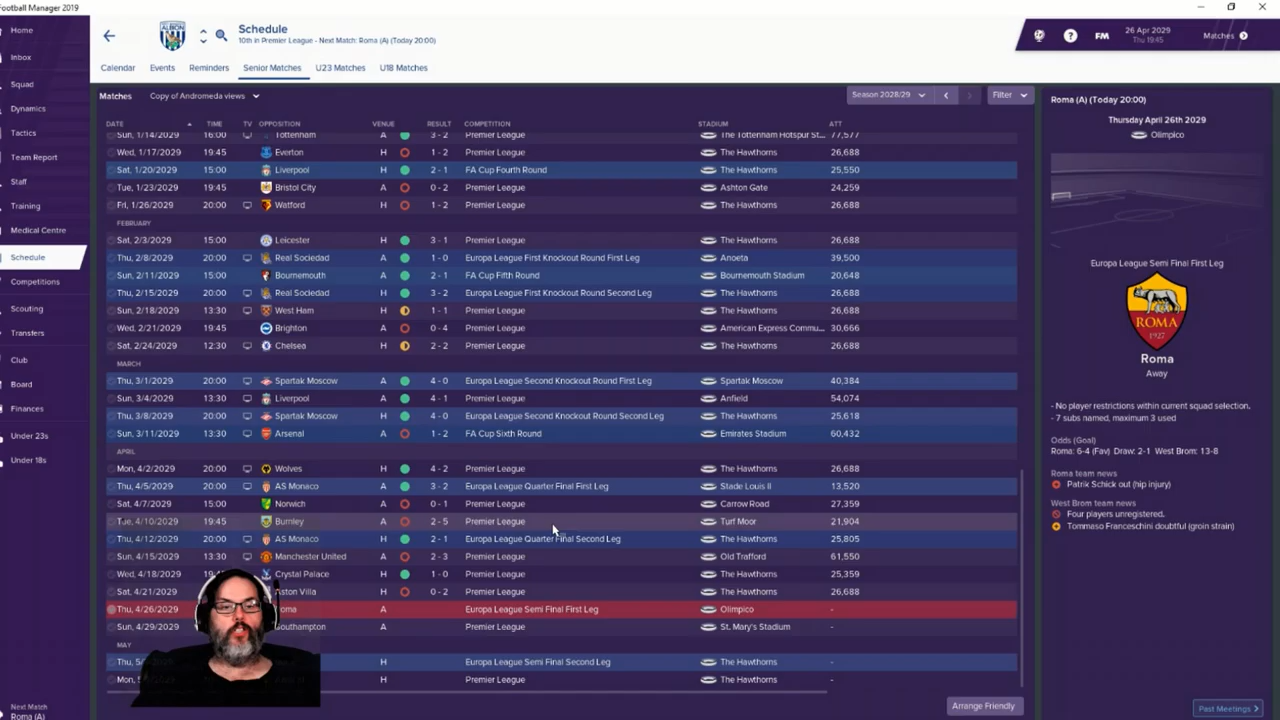 Football Manager 2019
Home
Inbox
Squad
Dynamics
Tactics
Team Report
Staff
Training
Medical Centre
Schedule
Competitions
Scouting
Transfers
Club
Board
Finances
Under 23s
Under 18s
Next Match
Roma (A)
Schedule
10th in Premier League - Next Match: Roma (A) (Today 20:00)
26 Apr 2029
Thu 19:45
FM
Matches
Calendar Events Reminders Senior Matches U23 Matches U18 Matches
Matches Copy of Andromeda views Season 2028/29 Filter
DATE TIME TV OPPOSITION VENUE RESULT COMPETITION STADIUM ATT
Sun, 1/14/2029 16:00 Tottenham A 3 - 2 Premier League The Tottenham Hotspur St... 77,577
Wed, 1/17/2029 19:45 Everton H 1 - 2 Premier League The Hawthorns 26,688
Sat, 1/20/2029 15:00 Liverpool H 2 - 1 FA Cup Fourth Round The Hawthorns 25,550
Tue, 1/23/2029 19:45 Bristol City A 0 - 2 Premier League Ashton Gate 24,259
Fri, 1/26/2029 20:00 Watford H 1 - 2 Premier League The Hawthorns 26,688
FEBRUARY
Sat, 2/3/2029 15:00 Leicester H 3 - 1 Premier League The Hawthorns 26,688
Thu, 2/8/2029 20:00 Real Sociedad A 1 - 0 Europa League First Knockout Round First Leg Anoeta 39,500
Sun, 2/11/2029 15:00 Bournemouth A 2 - 1 FA Cup Fifth Round Bournemouth Stadium 20,648
Thu, 2/15/2029 20:00 Real Sociedad H 3 - 2 Europa League First Knockout Round Second Leg The Hawthorns 26,688
Sun, 2/18/2029 13:30 West Ham H 1 - 1 Premier League The Hawthorns 26,688
Wed, 2/21/2029 19:45 Brighton A 0 - 4 Premier League American Express Commu... 30,666
Sat, 2/24/2029 12:30 Chelsea H 2 - 2 Premier League The Hawthorns 26,688
MARCH
Thu, 3/1/2029 20:00 Spartak Moscow A 4 - 0 Europa League Second Knockout Round First Leg Spartak Moscow 40,384
Sun, 3/4/2029 13:30 Liverpool A 4 - 1 Premier League Anfield 54,074
Thu, 3/8/2029 20:00 Spartak Moscow H 4 - 0 Europa League Second Knockout Round Second Leg The Hawthorns 25,618
Sun, 3/11/2029 13:30 Arsenal A 1 - 2 FA Cup Sixth Round Emirates Stadium 60,432
APRIL
Mon, 4/2/2029 20:00 Wolves H 4 - 2 Premier League The Hawthorns 26,688
Thu, 4/5/2029 20:00 AS Monaco A 3 - 2 Europa League Quarter Final First Leg Stade Louis II 13,520
Sat, 4/7/2029 15:00 Norwich A 0 - 1 Premier League Carrow Road 27,359
Tue, 4/10/2029 19:45 Burnley A 2 - 5 Premier League Turf Moor 21,904
Thu, 4/12/2029 20:00 AS Monaco H 2 - 1 Europa League Quarter Final Second Leg The Hawthorns 25,805
Sun, 4/15/2029 13:30 Manchester United A 2 - 3 Premier League Old Trafford 61,550
Wed, 4/18/2029 Crystal Palace H 1 - 0 Premier League The Hawthorns 25,359
Sat, 4/21/2029 Aston Villa H 0 - 2 Premier League The Hawthorns 26,688
Thu, 4/26/2029 oma A Europa League Semi Final First Leg Olimpico -
Sun, 4/29/2029 outhampton A Premier League St. Mary's Stadium -
MAY
Thu, H Europa League Semi Final Second Leg The Hawthorns -
Mon, H Premier League The Hawthorns -
Arrange Friendly
Roma (A) (Today 20:00)
Thursday April 26th 2029
Olimpico
Europa League Semi Final First Leg
ROMA
1927
Roma
Away
- No player restrictions within current squad selection.
- 7 subs named, maximum 3 used
Odds (Goal)
Roma: 6-4 (Fav) Draw: 2-1 West Brom: 13-8
Roma team news
Patrik Schick out (hip injury)
West Brom team news
Four players unregistered.
Tommaso Franceschini doubtful (groin strain)
Past Meetings